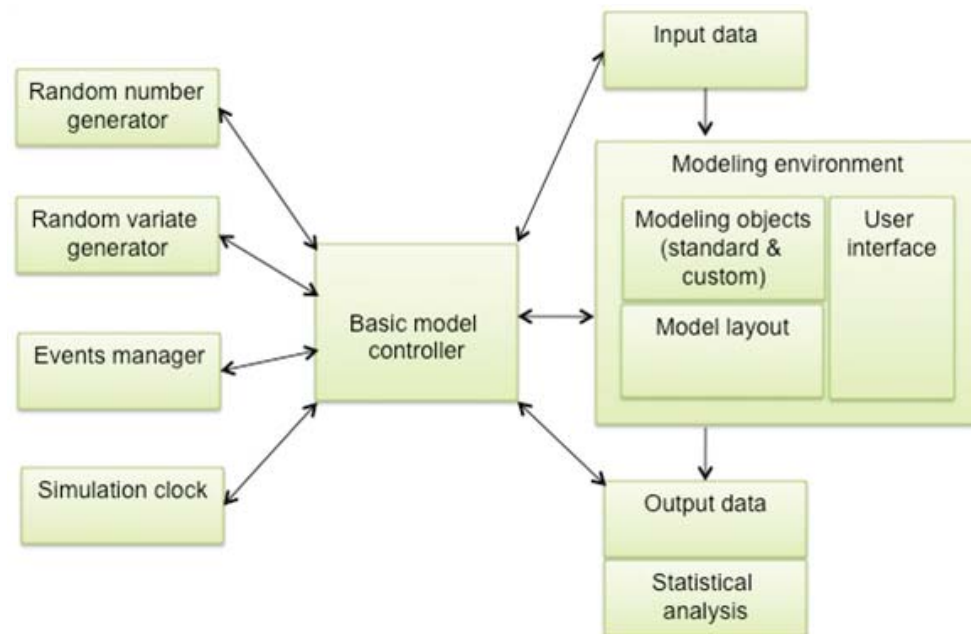 Input data
Random number
generator
Modeling environment
Random variate
generator
Modeling objects
(standard &
custom)
User
interface
Basic model
controller
Model layout
Events manager
Simulation clock
Output data
Statistical
analysis